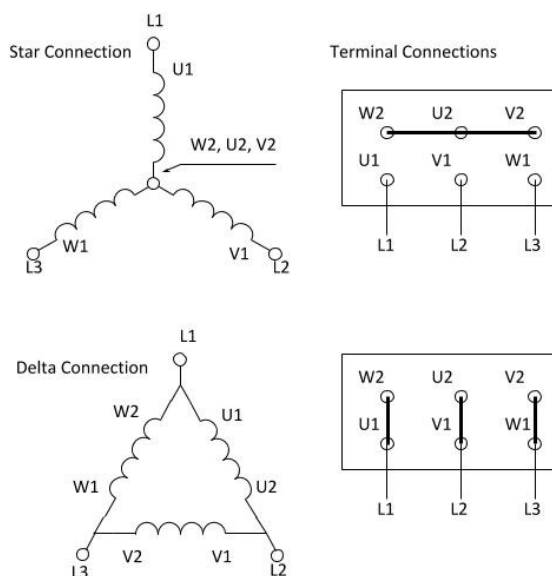 L1
Star Connection
Terminal Connections
U1
W2, U2, V2
W1
V1
L3
L2
W2 U2 V2
U1 V1 W1
L1 L2 L3
L1
Delta Connection
W2
U1
W1
U2
V2
V1
L3
L2
W2 U2 V2
U1 V1 W1
L1 L2 L3